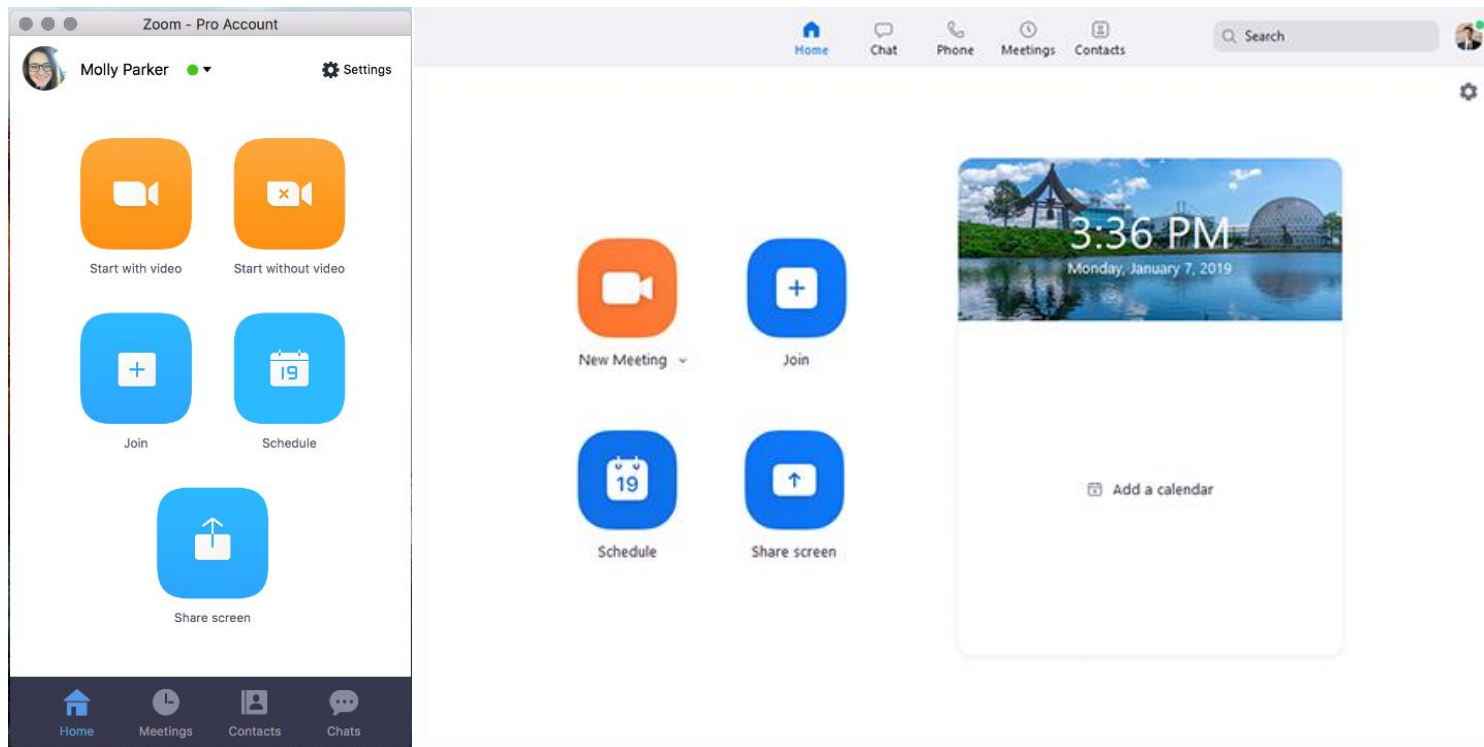 Zoom - Pro Account
Molly Parker
Settings
Start with video
Start without video
Join
19
Schedule
Share screen
Home
Meetings
Contacts
Chats
Home
Chat
Phone
Meetings
Contacts
Search
New Meeting
Join
19
Schedule
Share screen
3:36 PM
Monday, January 7, 2019
Add a calendar